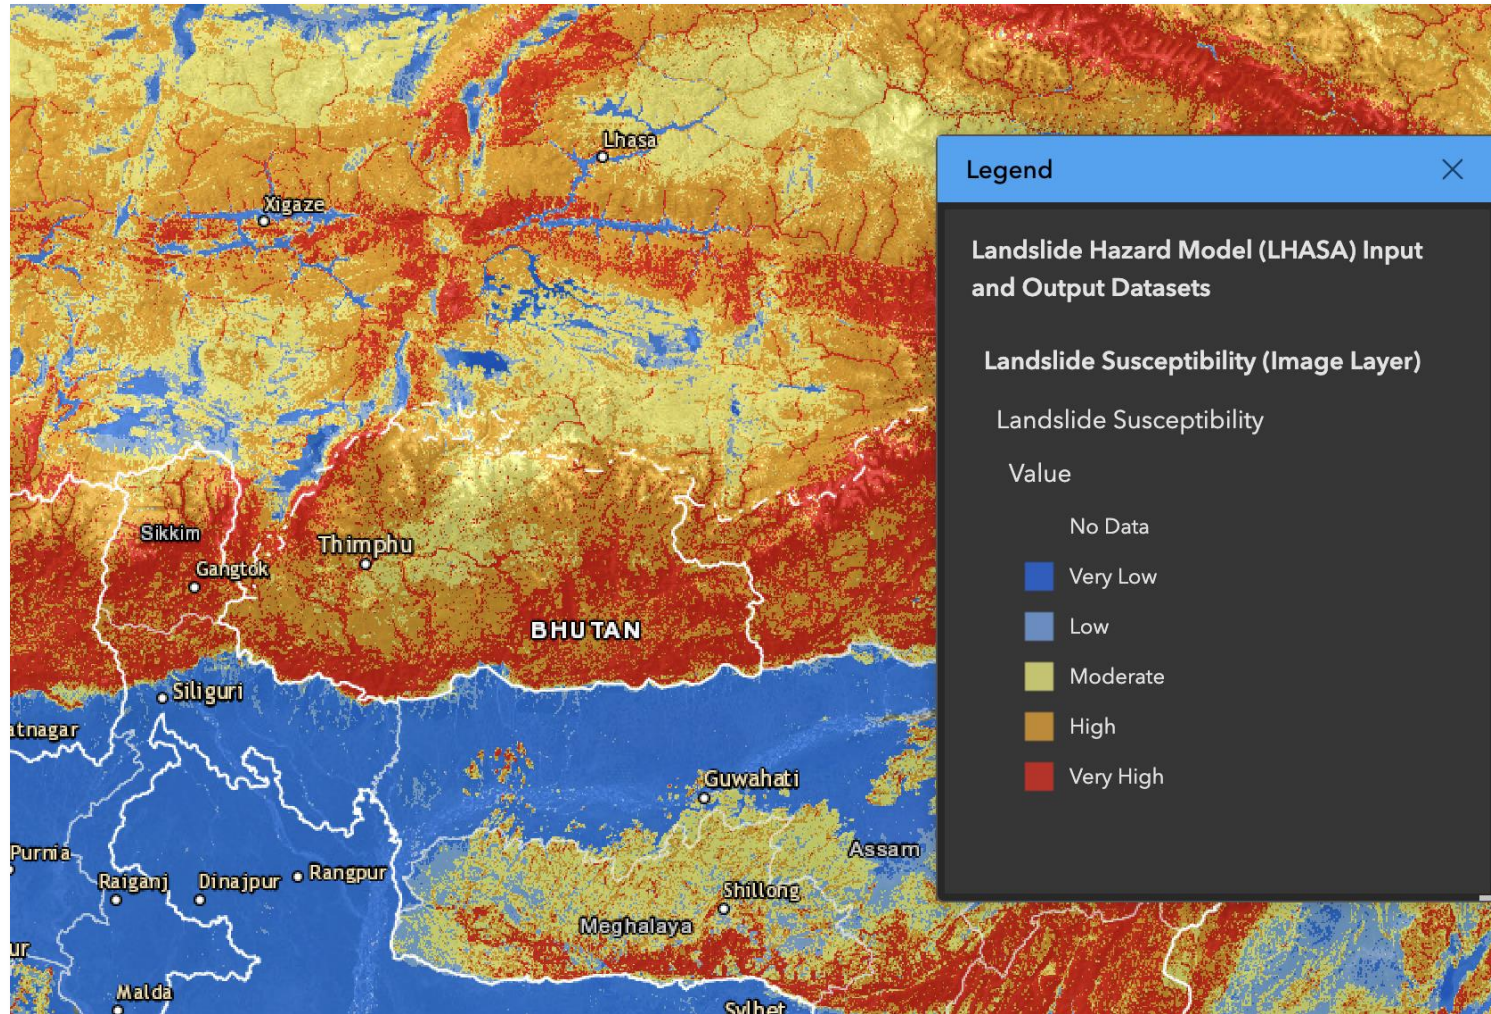 Lhasa
Xigaze
Legend
Landslide Hazard Model (LHASA) Input
and Output Datasets
Landslide Susceptibility (Image Layer)
Landslide Susceptibility
Value
No Data
Very Low
Low
Moderate
High
Very High
Sikkim
Thimphu
Gangtok
BHUTAN
Siliguri
atnagar
Guwahati
Assam
Purnia
Raiganj
Dinajpur
Rangpur
Shillong
Meghalaya
ur
Malda
Sylhet